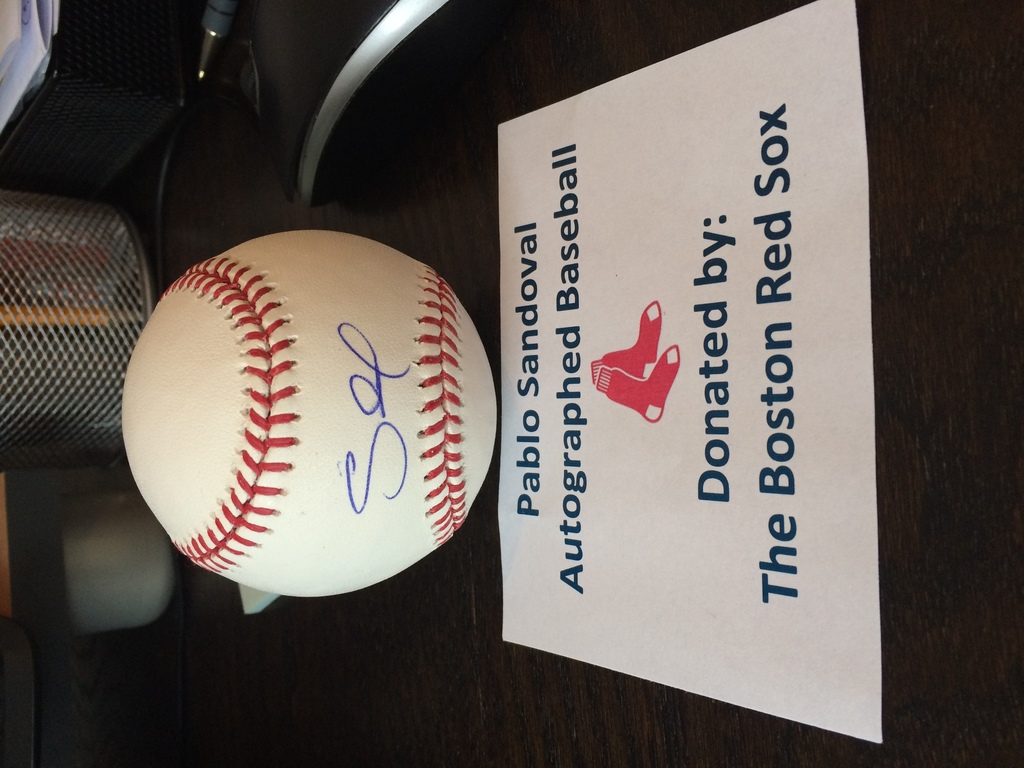 Pablo Sandoval
Autographed Baseball
Donated by:
The Boston Red Sox